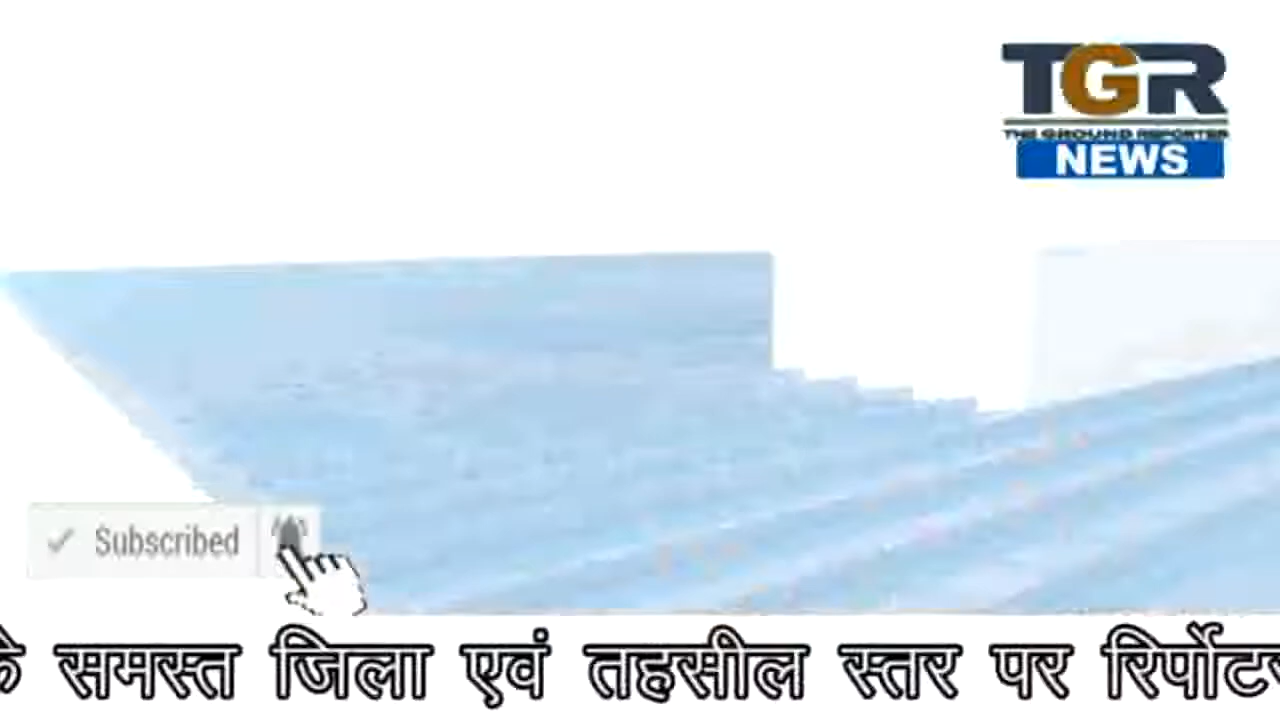 TGR
THE GROUND REPORTER
NEWS
Subscribed
के समस्त जिला एवं तहसील स्तर पर